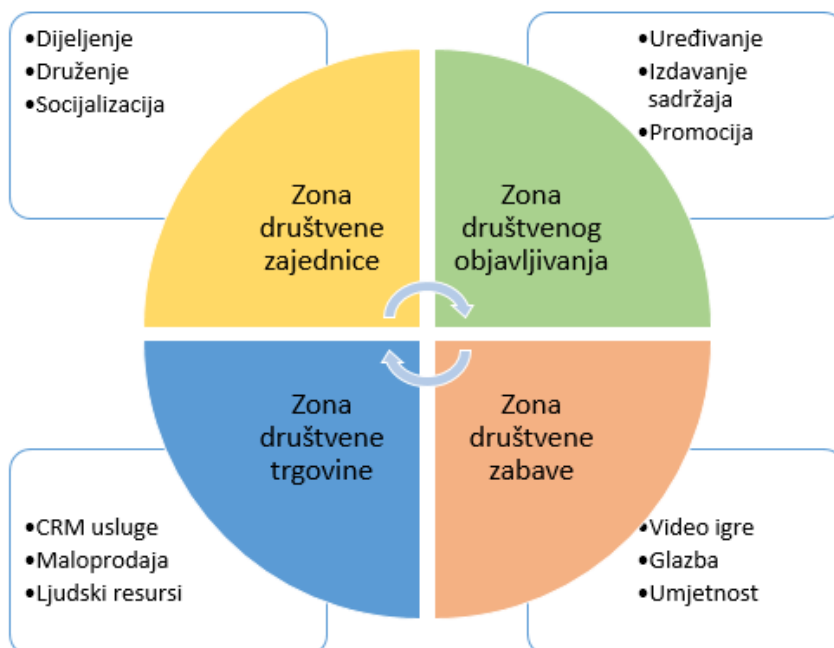 •Dijeljenje
•Druženje
•Socijalizacija
•Uređivanje
•Izdavanje
sadržaja
•Promocija
Zona
društvene
zajednice
Zona
društvenog
objavljivanja
Zona
društvene
trgovine
Zona
društvene
zabave
•CRM usluge
•Maloprodaja
•Ljudski resursi
•Video igre
•Glazba
•Umjetnost